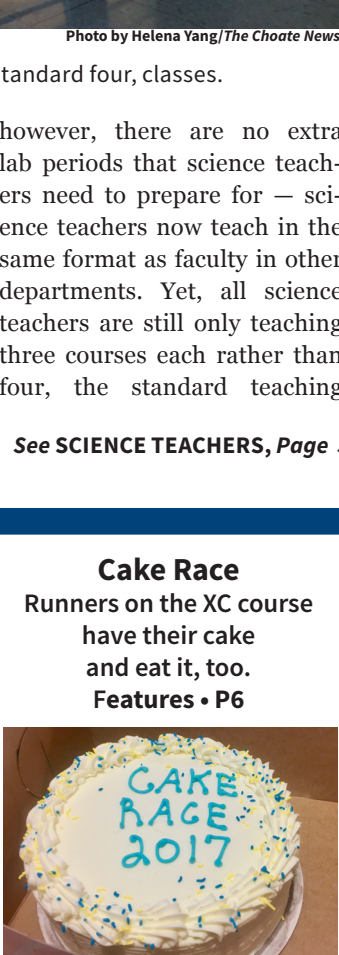 Photo by Helena Yang/The Choate News
tandard four, classes.
however, there are no extra
lab periods that science teach-
ers need to prepare for — sci-
ence teachers now teach in the
same format as faculty in other
departments. Yet, all science
teachers are still only teaching
three courses each rather than
four, the standard teaching
See SCIENCE TEACHERS, Page
Cake Race
Runners on the XC course
have their cake
and eat it, too.
Features • P6
CAKE
RACE
2017